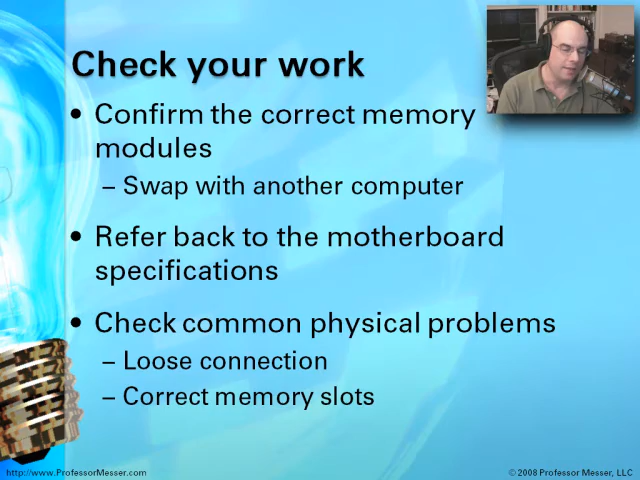 Check your work
• Confirm the correct memory
modules
– Swap with another computer
• Refer back to the motherboard
specifications
• Check common physical problems
– Loose connection
– Correct memory slots
http://www.ProfessorMesser.com
© 2008 Professor Messer, LLC